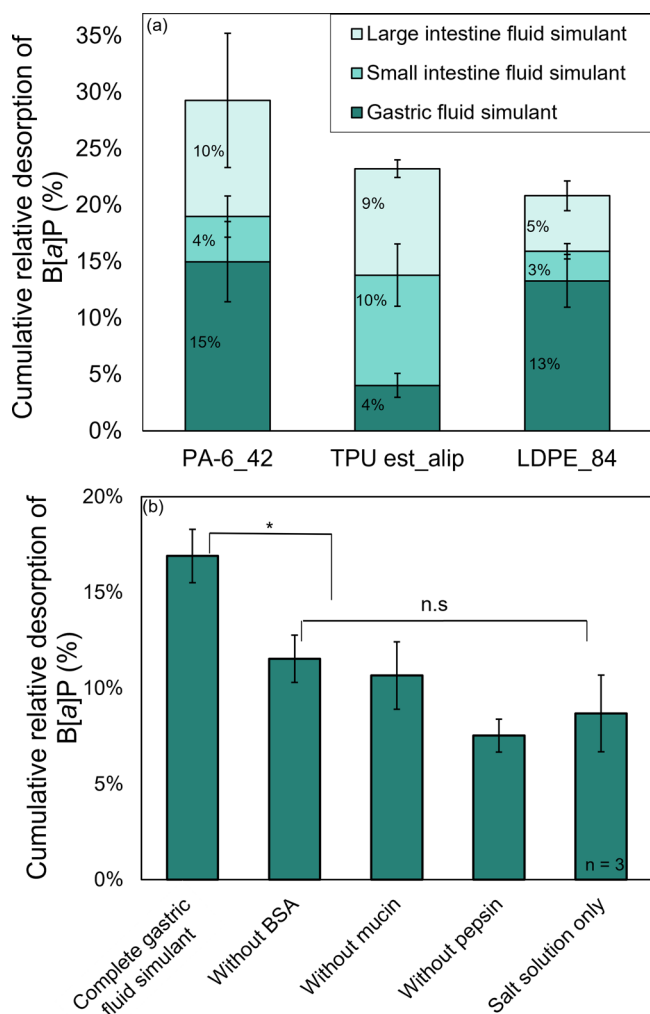 (a)
Large intestine fluid simulant
Small intestine fluid simulant
Gastric fluid simulant
Cumulative relative desorption of
B[a]P (%)
35%
30%
25%
20%
15%
10%
5%
0%
10%
4%
15%
9%
10%
4%
5%
3%
13%
PA-6_42
TPU est_alip
LDPE_84
(b)
Cumulative relative desorption of
B[a]P (%)
20%
15%
10%
5%
0%
*
n.s
n = 3
Complete gastric
fluid simulant
Without BSA
Without mucin
Without pepsin
Salt solution only